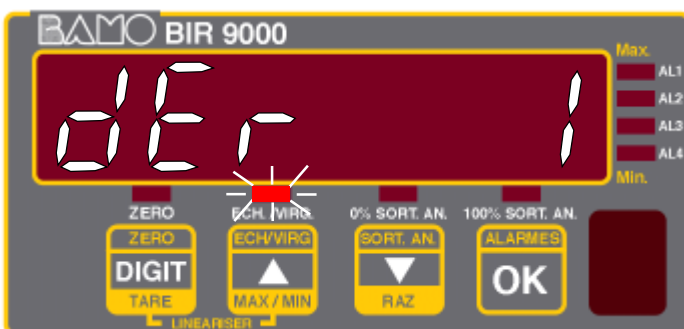 BAMO BIR 9000
Max.
dEr 1
AL1
AL2
AL3
AL4
Min.
ZERO ECH. /VIRG. 0% SORT. AN. 100% SORT. AN.
ZERO ECH/VIRG SORT. AN. ALARMES
DIGIT ▲ ▼ OK
TARE MAX / MIN RAZ
LINEARISER